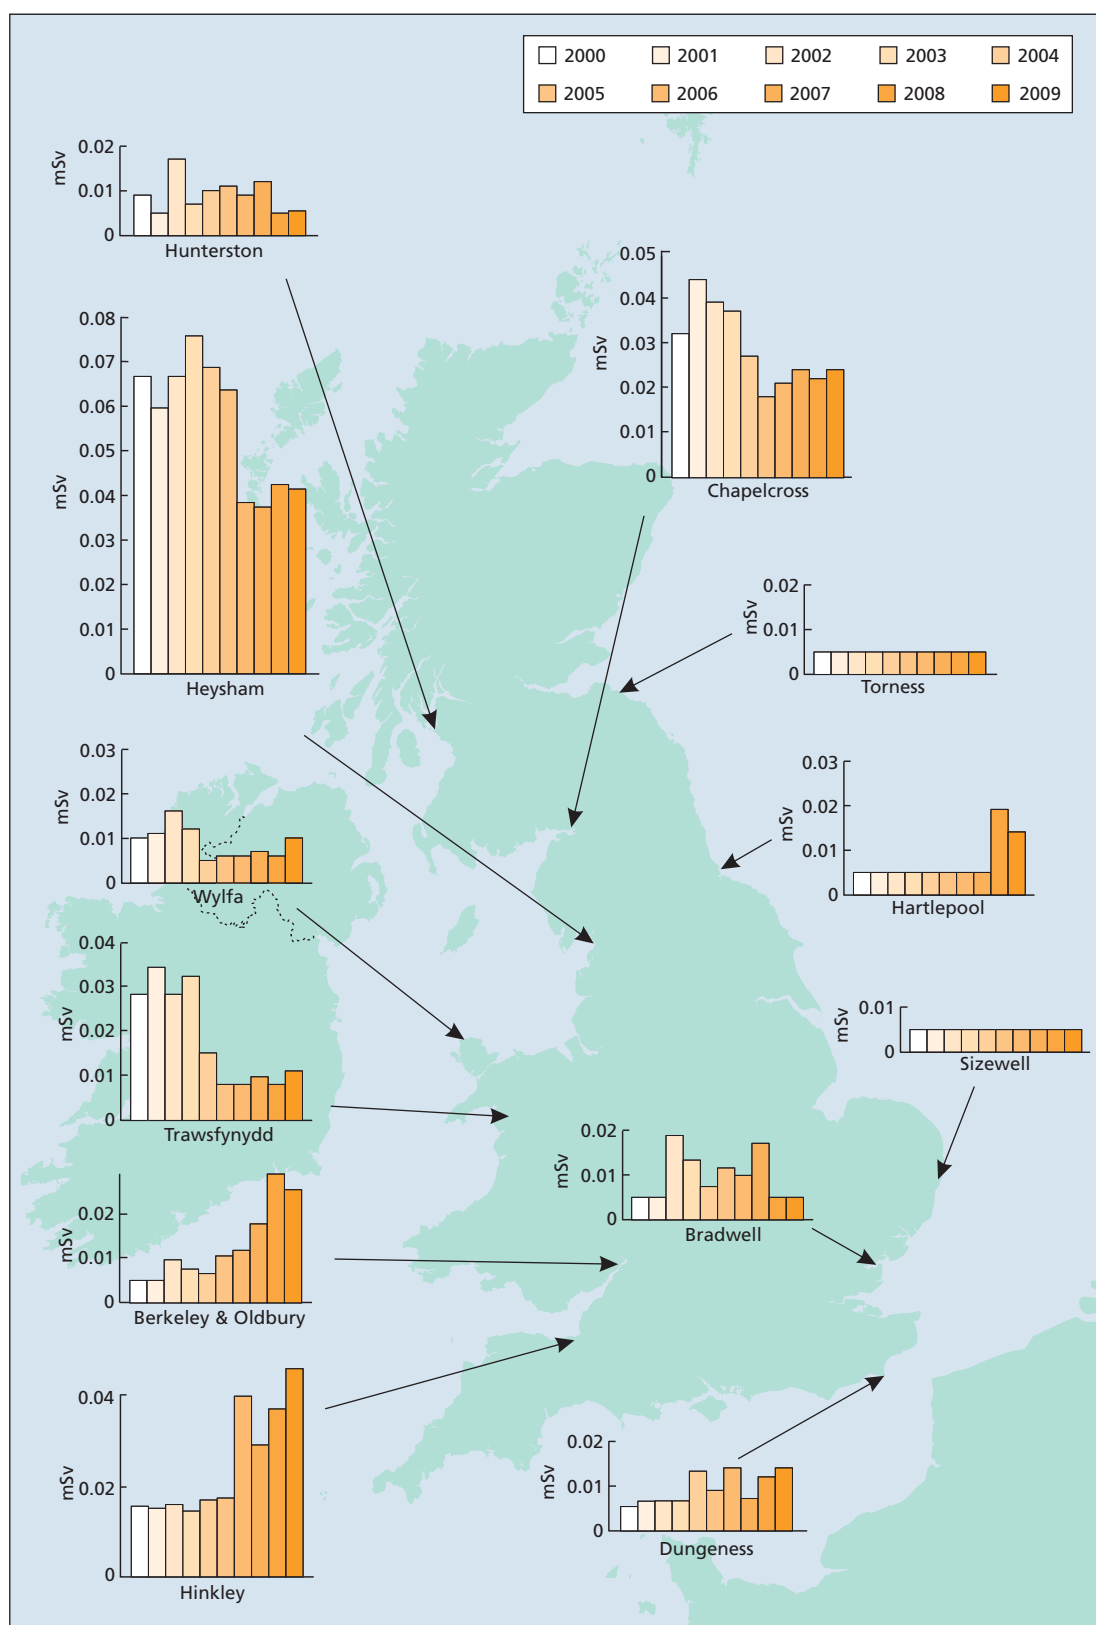 2000 2001 2002 2003 2004
2005 2006 2007 2008 2009
mSv
0.02
0.01
0
Hunterston
mSv
0.05
0.04
0.03
0.02
0.01
0
Chapelcross
mSv
0.08
0.07
0.06
0.05
0.04
0.03
0.02
0.01
0
Heysham
mSv
0.02
0.01
0
Torness
mSv
0.03
0.02
0.01
0
Wylfa
mSv
0.03
0.02
0.01
0
Hartlepool
mSv
0.04
0.03
0.02
0.01
0
Trawsfynydd
mSv
0.01
0
Sizewell
mSv
0.02
0.01
0
Bradwell
mSv
0.02
0.01
0
Berkeley & Oldbury
mSv
0.04
0.02
0
Hinkley
mSv
0.02
0.01
0
Dungeness